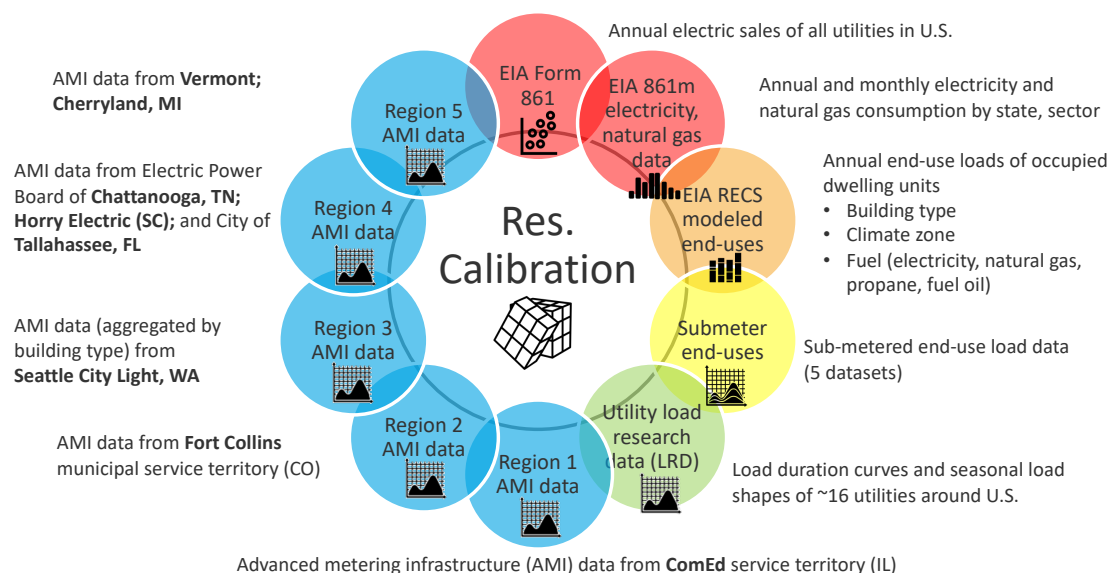 Annual electric sales of all utilities in U.S.
EIA Form
861
EIA 861m
electricity,
natural gas
data
Annual and monthly electricity and
natural gas consumption by state, sector
EIA RECS
modeled
end-uses
Annual end-use loads of occupied
dwelling units
• Building type
• Climate zone
• Fuel (electricity, natural gas,
propane, fuel oil)
Submeter
end-uses
Sub-metered end-use load data
(5 datasets)
Utility load
research
data (LRD)
Load duration curves and seasonal load
shapes of ~16 utilities around U.S.
Region 1
AMI data
Advanced metering infrastructure (AMI) data from ComEd service territory (IL)
Region 2
AMI data
AMI data from Fort Collins
municipal service territory (CO)
Region 3
AMI data
AMI data (aggregated by
building type) from
Seattle City Light, WA
Region 4
AMI data
AMI data from Electric Power
Board of Chattanooga, TN;
Horry Electric (SC); and City of
Tallahassee, FL
Region 5
AMI data
AMI data from Vermont;
Cherryland, MI
Res.
Calibration